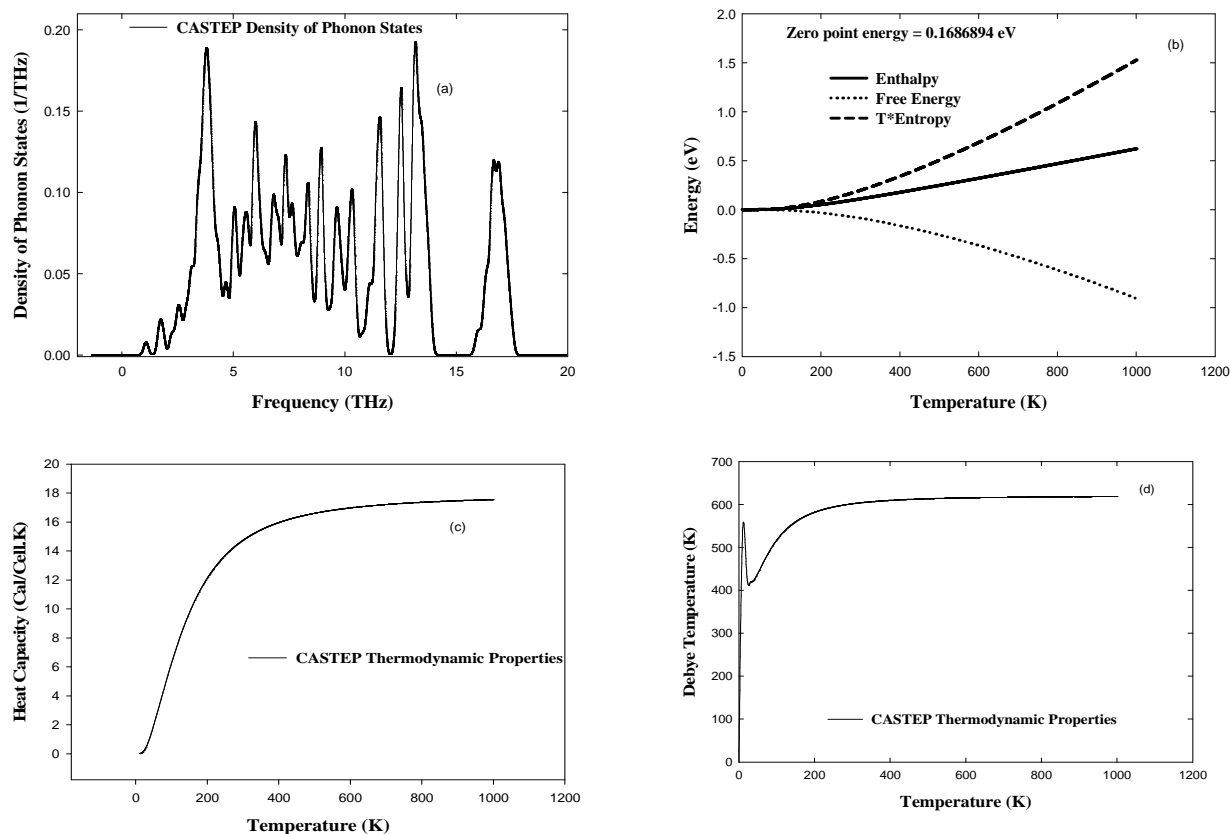 CASTEP Density of Phonon States
(a)
Density of Phonon States (1/THz)
0.20
0.15
0.10
0.05
0.00
0 5 10 15 20
Frequency (THz)
Zero point energy = 0.1686894 eV
(b)
Enthalpy
Free Energy
T*Entropy
Energy (eV)
2.0
1.5
1.0
0.5
0.0
-0.5
-1.0
-1.5
0 200 400 600 800 1000 1200
Temperature (K)
Heat Capacity (Cal/Cell.K)
20
18
16
14
12
10
8
6
4
2
0
(c)
CASTEP Thermodynamic Properties
0 200 400 600 800 1000 1200
Temperature (K)
Debye Temperature (K)
700
600
500
400
300
200
100
0
(d)
CASTEP Thermodynamic Properties
0 200 400 600 800 1000 1200
Temperature (K)